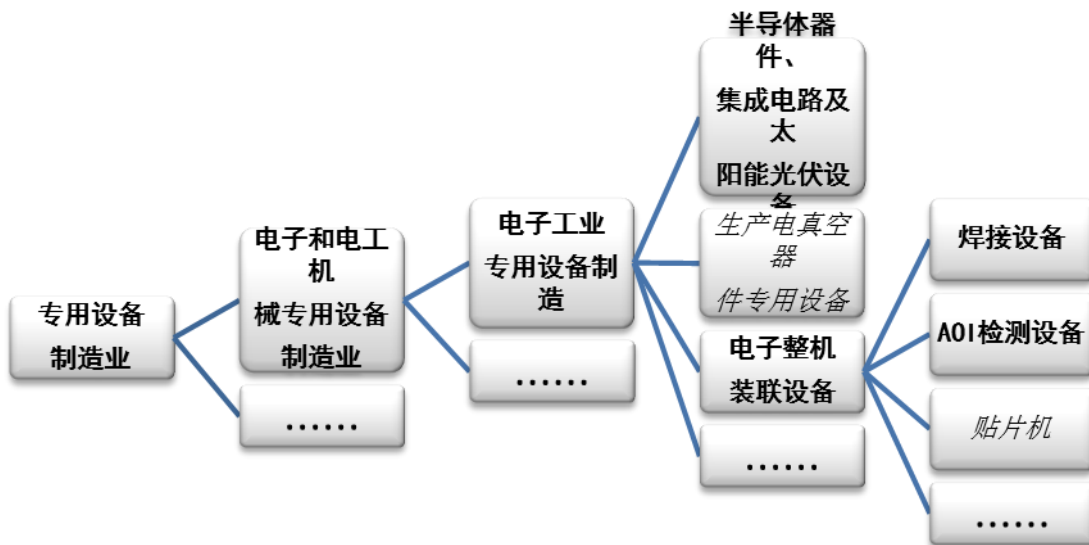 专用设备
制造业
电子和电工
机
械专用设备
制造业
......
电子工业
专用设备制
造
......
半导体器
件、
集成电路及
太
阳能光伏设
备
生产电真空
器
件专用设备
电子整机
装联设备
......
焊接设备
AOI检测设备
贴片机
......